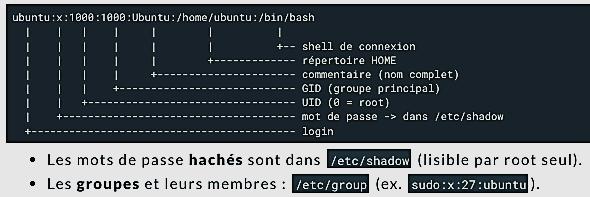 ubuntu:x:1000:1000:Ubuntu:/home/ubuntu:/bin/bash
| | | | | | |
| | | | | | +-- shell de connexion
| | | | | +------------- répertoire HOME
| | | | +---------------------- commentaire (nom complet)
| | | +---------------------------- GID (groupe principal)
| | +--------------------------------- UID (0 = root)
| +------------------------------------- mot de passe -> dans /etc/shadow
+------------------------------------------ login
• Les mots de passe hachés sont dans /etc/shadow (lisible par root seul).
• Les groupes et leurs membres : /etc/group (ex. sudo:x:27:ubuntu).